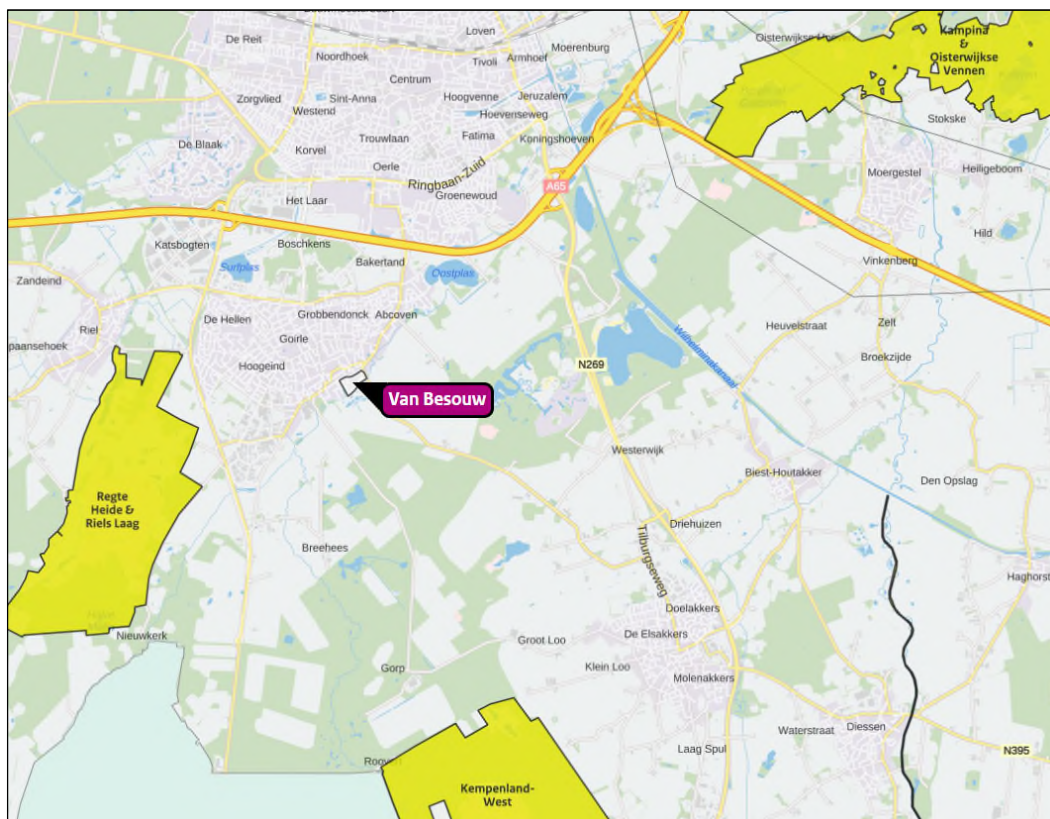 Loven
De Reit
Noordhoek
Tivoli
Armhoef
Moerenburg
Oisterwijkse
Kampina
&
Oisterwijkse
Vennen
Centrum
Zorgvlied
Sint-Anna
Hoogvenne
Jeruzalem
Westend
Hoevenseweg
Stokske
De Blaak
Trouwlaan
Fatima
Koningshoeven
Korvel
Oerle
Ringbaan-Zuid
Groenewoud
A65
Moergestel
Heiligeboom
Het Laar
Katsbogten
Boschkens
Hild
Bakertand
Vinkenberg
Surfplas
Oostplas
Zandeind
De Hellen
Grobbendonck
Abcoven
Wilhelminakanaal
Heuvelstraat
Zelt
Riel
Goirle
paansehoek
Hoogeind
N269
Broekzijde
Van Besouw
Westerwijk
Biest-Houtakker
Den Opslag
Regte
Heide &
Riels Laag
Driehuizen
Tilburgseweg
Breehees
Haghorst
Doelakkers
Nieuwkerk
Groot Loo
De Elsakkers
Gorp
Klein Loo
Molenakkers
Waterstraat
Diessen
Laag Spul
N395
Roovert
Kempenland-
West